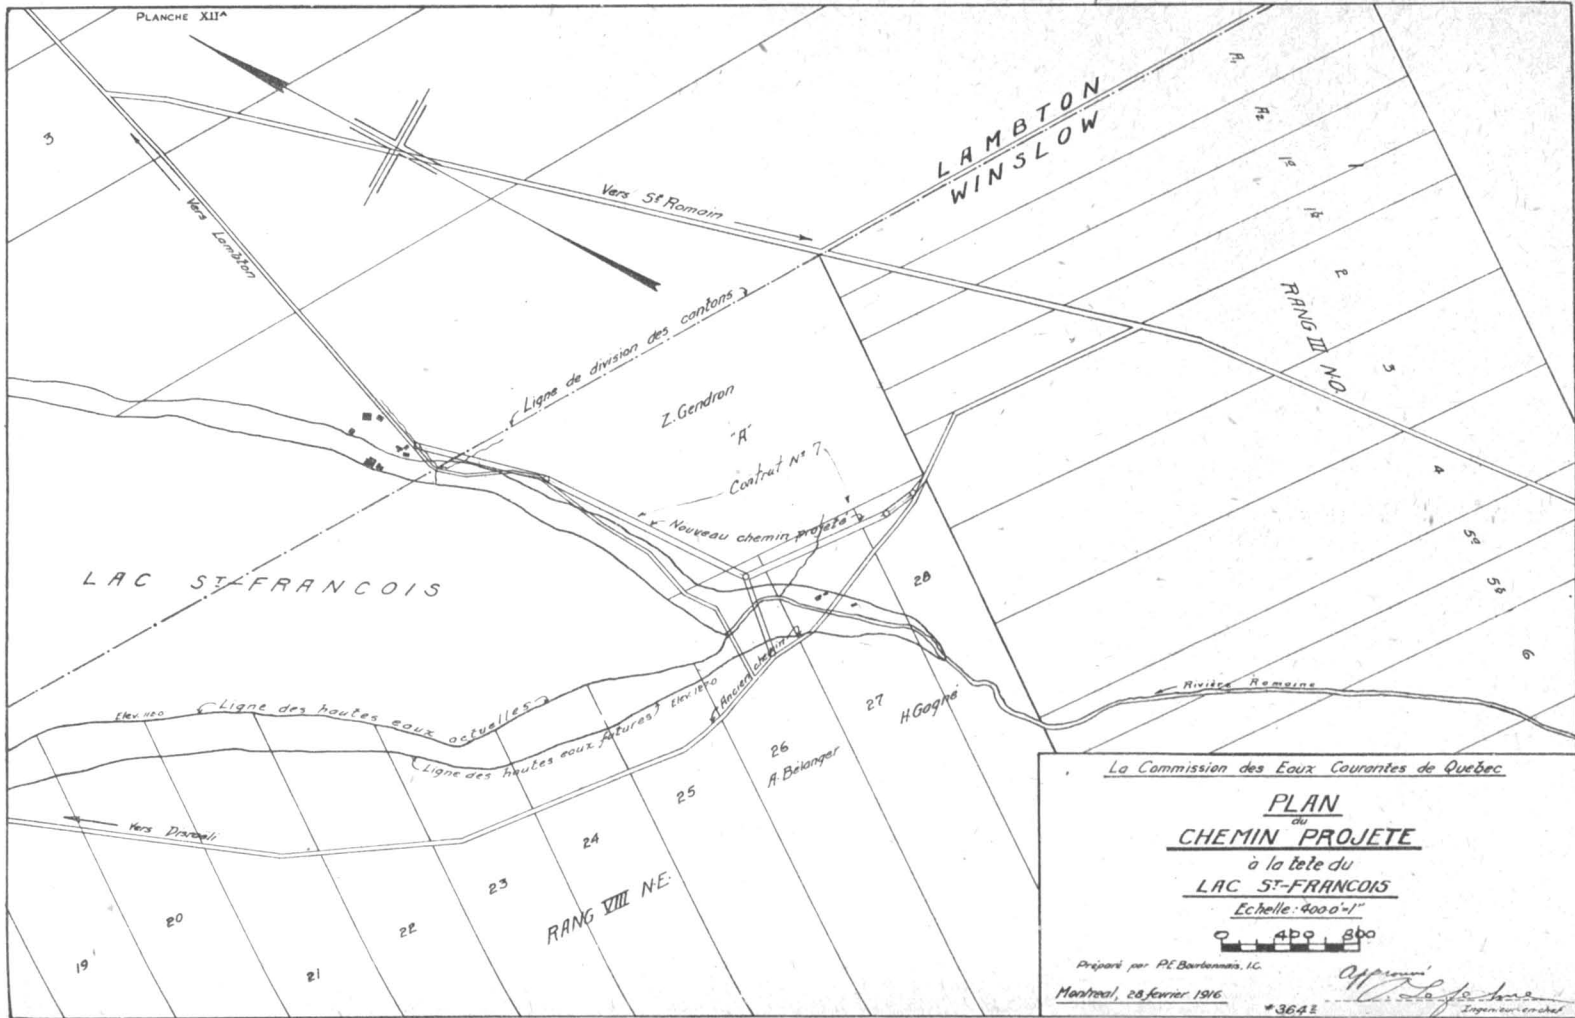 PLANCHE XIIA
3
Vers Lambton
Vers St Romain
LAMBTON
WINSLOW
A1
A2
1a
1
1b
2
RANG III N.O.
3
4
5a
5b
6
Ligne de division des cantons
Z. Gendron
"A"
Contrat No 7
Nouveau chemin projeté
LAC ST-FRANCOIS
28
27
H. Gagné
26
A. Bélanger
25
24
23
22
21
20
19
RANG VIII N.E.
Ancien chemin
Rivière Romaine
Elev. 1180
Ligne des hautes eaux actuelles
Ligne des hautes eaux futures
Vers Disraeli
La Commission des Eaux Courantes de Quebec
PLAN
du
CHEMIN PROJETE
à la tete du
LAC ST-FRANCOIS
Echelle: 400.0'=1"
0 400 800
Préparé par P.E. Bourbonnais, I.C.
Montreal, 28 fevrier 1916
Approuvé
O. Lefebvre
Ingenieur en chef